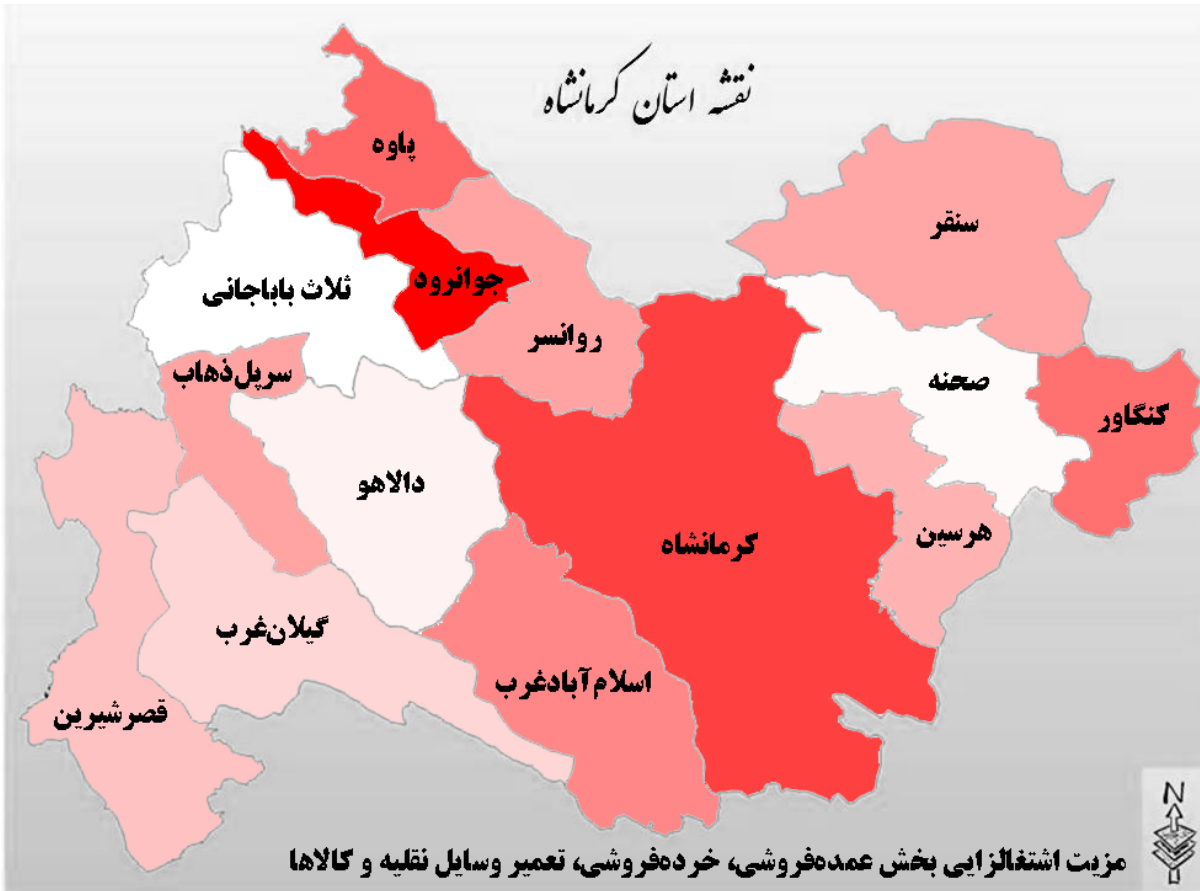 نقشه استان کرمانشاه
پاوه
سنقر
جوانرود
ثلاث باباجانی
روانسر
سرپل‌ذهاب
صحنه
کنگاور
دالاهو
هرسین
کرمانشاه
گیلان‌غرب
اسلام‌آبادغرب
قصرشیرین
N
مزیت اشتغالزایی بخش عمده‌فروشی، خرده‌فروشی، تعمیر وسایل نقلیه و کالاها